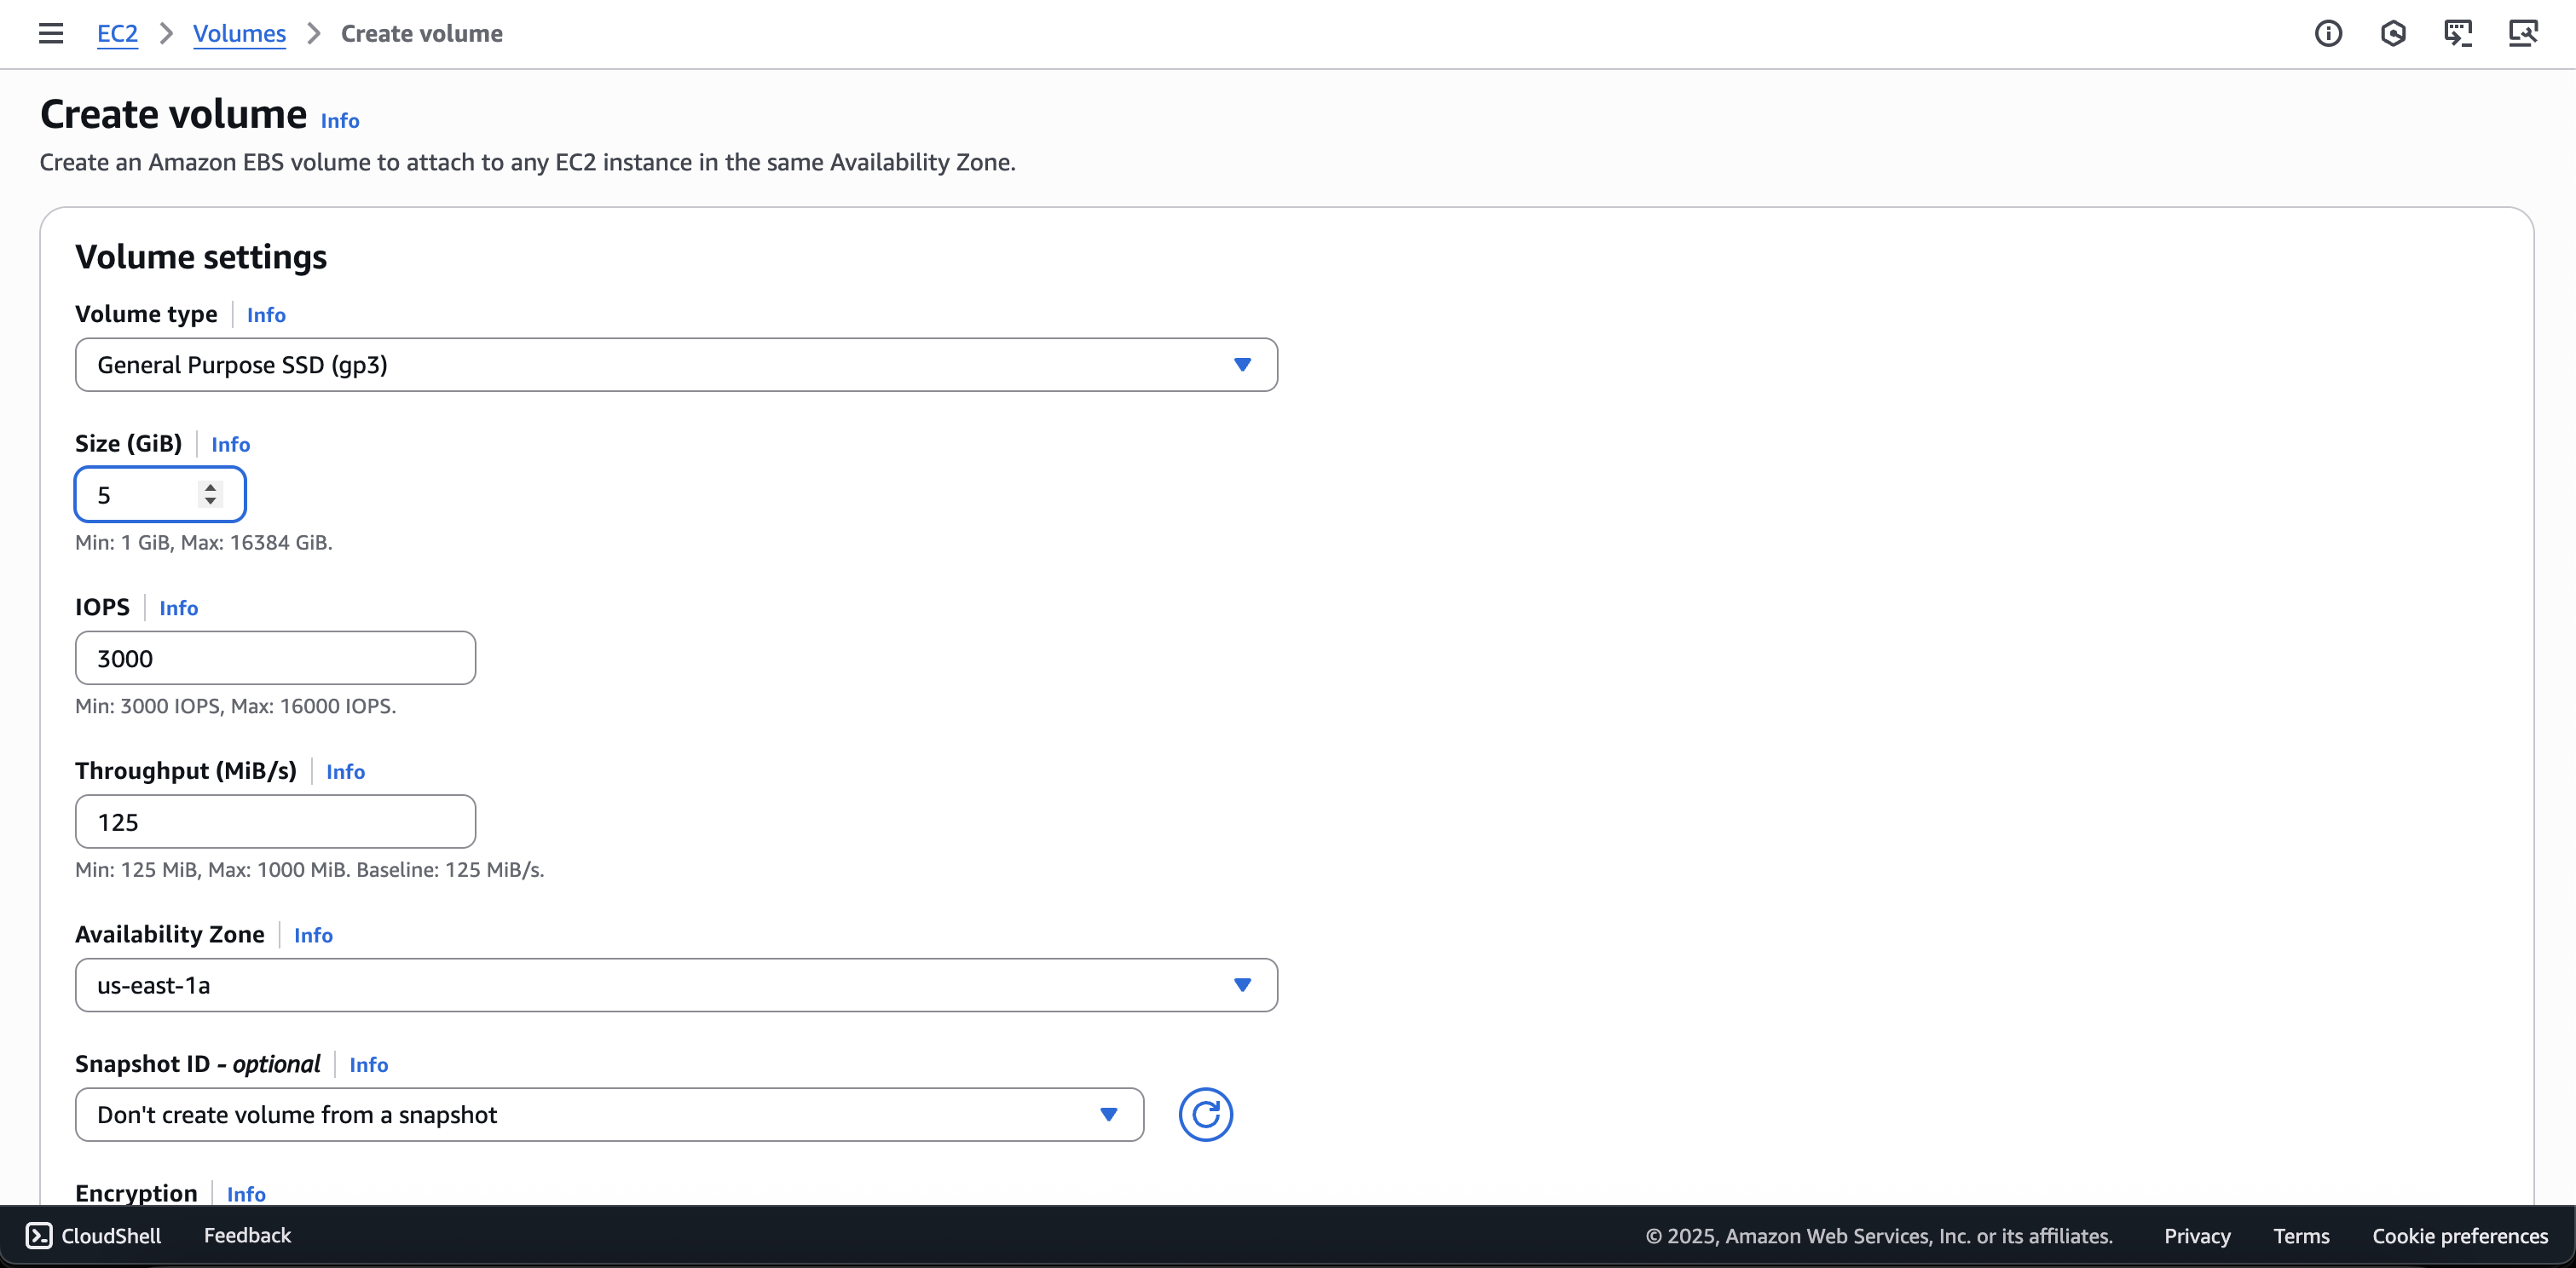 EC2 > Volumes > Create volume
Create volume Info
Create an Amazon EBS volume to attach to any EC2 instance in the same Availability Zone.
Volume settings
Volume type Info
General Purpose SSD (gp3)
Size (GiB) Info
5
Min: 1 GiB, Max: 16384 GiB.
IOPS Info
3000
Min: 3000 IOPS, Max: 16000 IOPS.
Throughput (MiB/s) Info
125
Min: 125 MiB, Max: 1000 MiB. Baseline: 125 MiB/s.
Availability Zone Info
us-east-1a
Snapshot ID - optional Info
Don't create volume from a snapshot
Encryption Info
CloudShell Feedback © 2025, Amazon Web Services, Inc. or its affiliates. Privacy Terms Cookie preferences